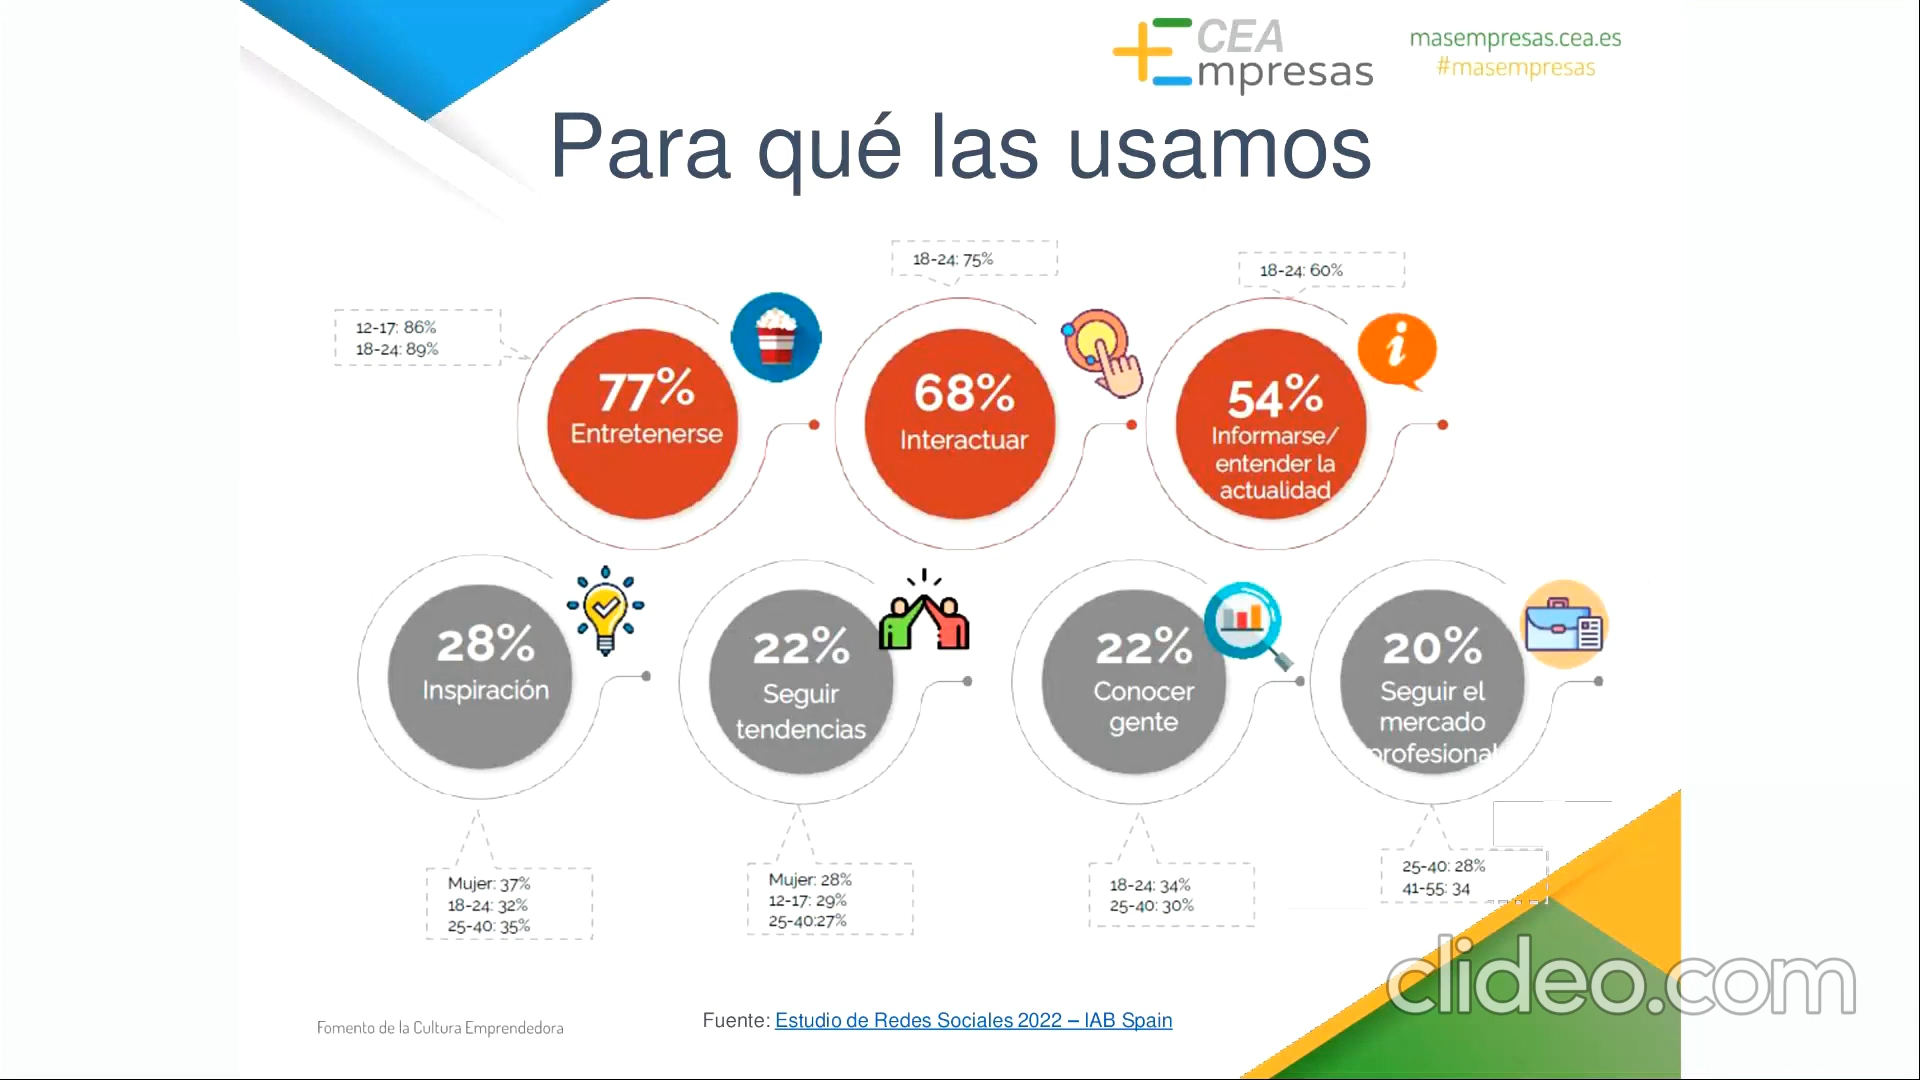 CEA
Empresas
masempresas.cea.es
#masempresas
Para qué las usamos
18-24: 75%
18-24: 60%
12-17: 86%
18-24: 89%
77%
Entretenerse
68%
Interactuar
54%
Informarse/
entender la
actualidad
28%
Inspiración
22%
Seguir
tendencias
22%
Conocer
gente
20%
Seguir el
mercado
profesional
Mujer: 37%
18-24: 32%
25-40: 35%
Mujer: 28%
12-17: 29%
25-40:27%
18-24: 34%
25-40: 30%
25-40: 28%
41-55: 34
Fomento de la Cultura Emprendedora
Fuente: Estudio de Redes Sociales 2022 – IAB Spain
clideo.com